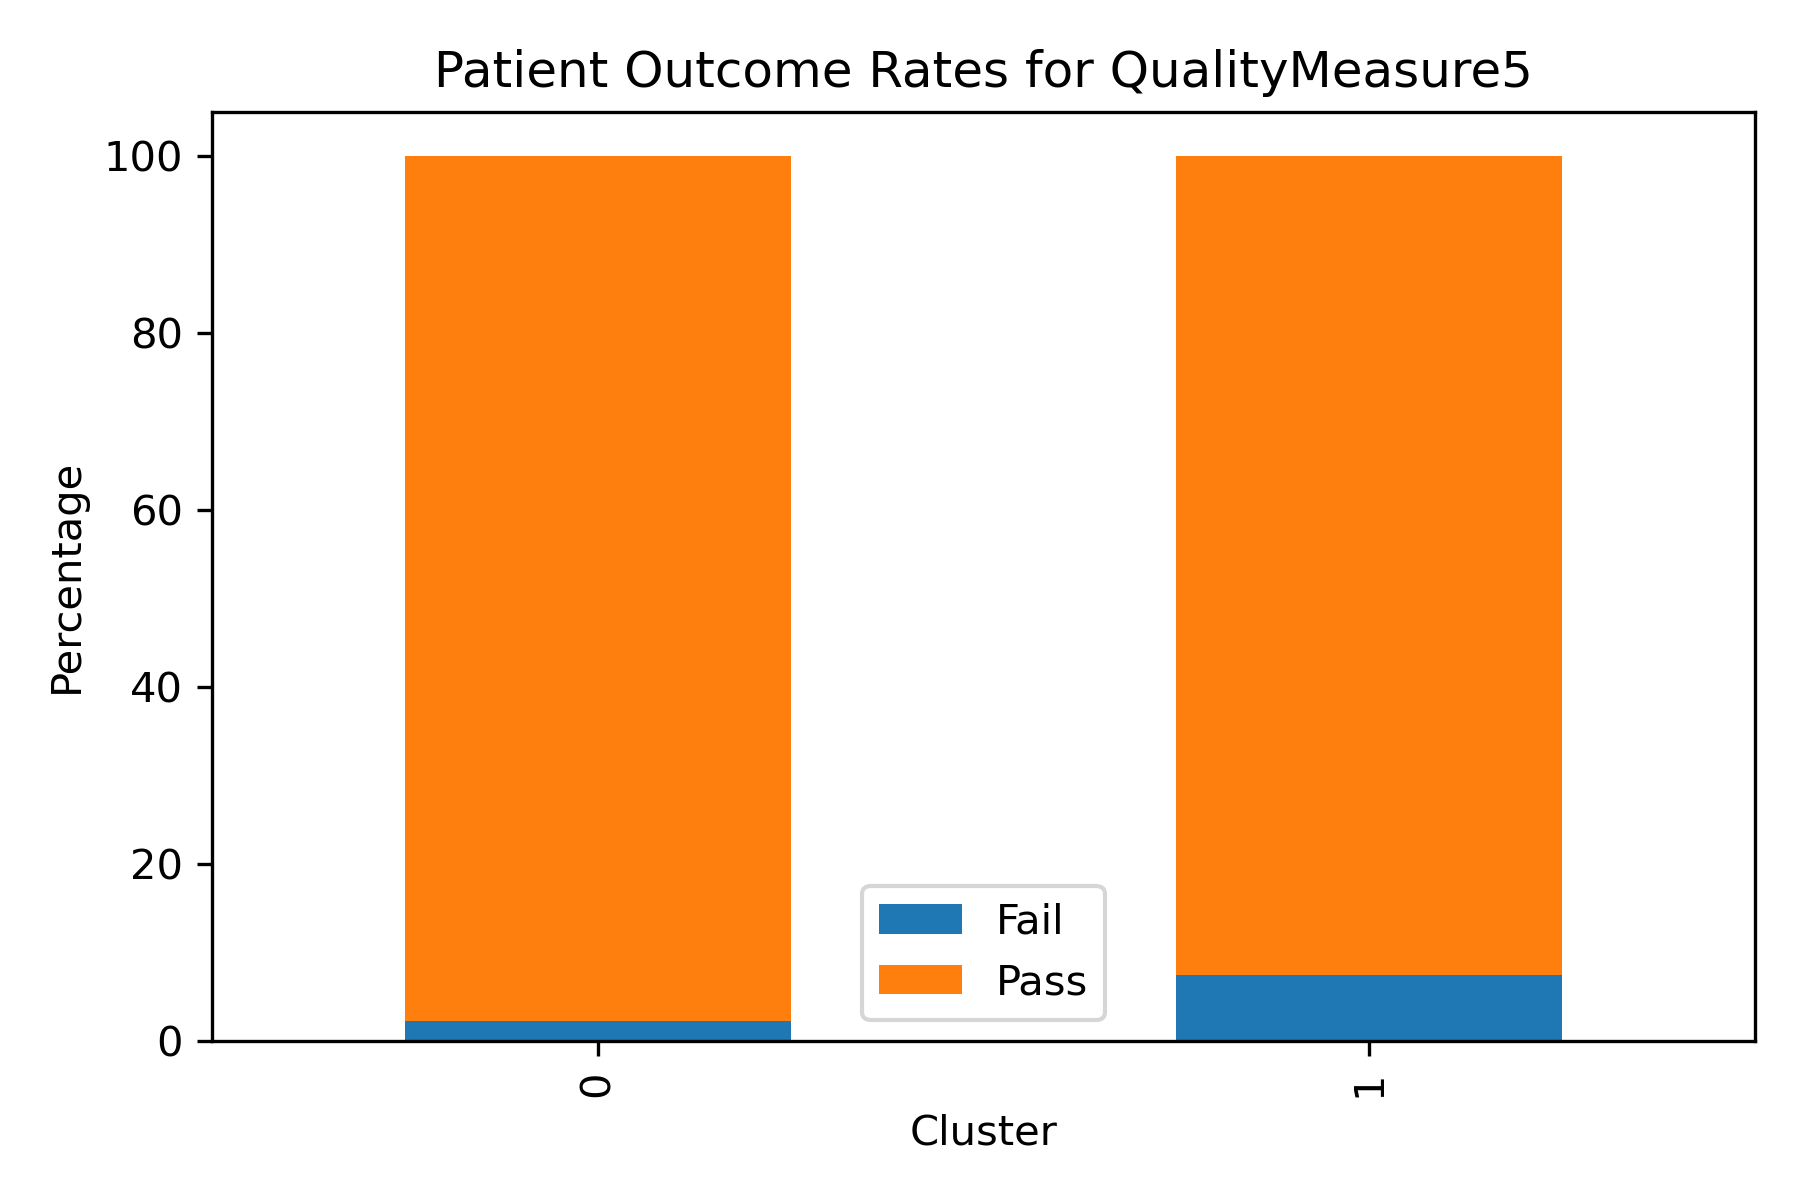 Patient Outcome Rates for QualityMeasure5
100
80
60
40
20
0
Percentage
Fail
Pass
0
1
Cluster